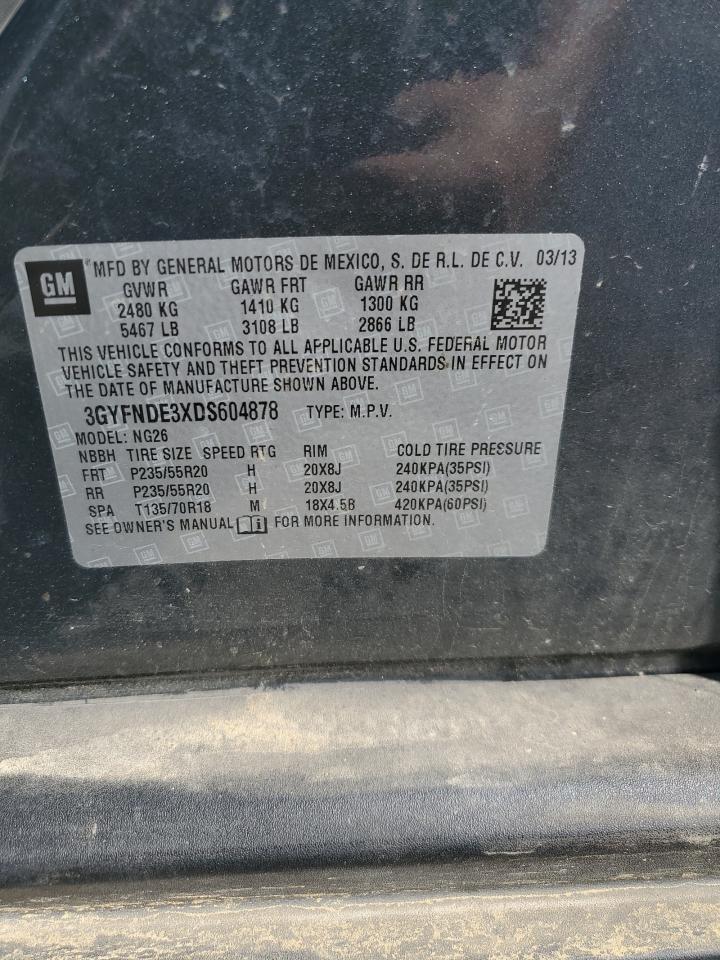 GM MFD BY GENERAL MOTORS DE MEXICO, S. DE R.L. DE C.V. 03/13
GVWR GAWR FRT GAWR RR
2480 KG 1410 KG 1300 KG
5467 LB 3108 LB 2866 LB
THIS VEHICLE CONFORMS TO ALL APPLICABLE U.S. FEDERAL MOTOR
VEHICLE SAFETY AND THEFT PREVENTION STANDARDS IN EFFECT ON
THE DATE OF MANUFACTURE SHOWN ABOVE.
3GYFNDE3XDS604878 TYPE: M.P.V.
MODEL: NG26
NBBH TIRE SIZE SPEED RTG RIM COLD TIRE PRESSURE
FRT P235/55R20 H 20X8J 240KPA(35PSI)
RR P235/55R20 H 20X8J 240KPA(35PSI)
SPA T135/70R18 M 18X4.5B 420KPA(60PSI)
SEE OWNER'S MANUAL FOR MORE INFORMATION.